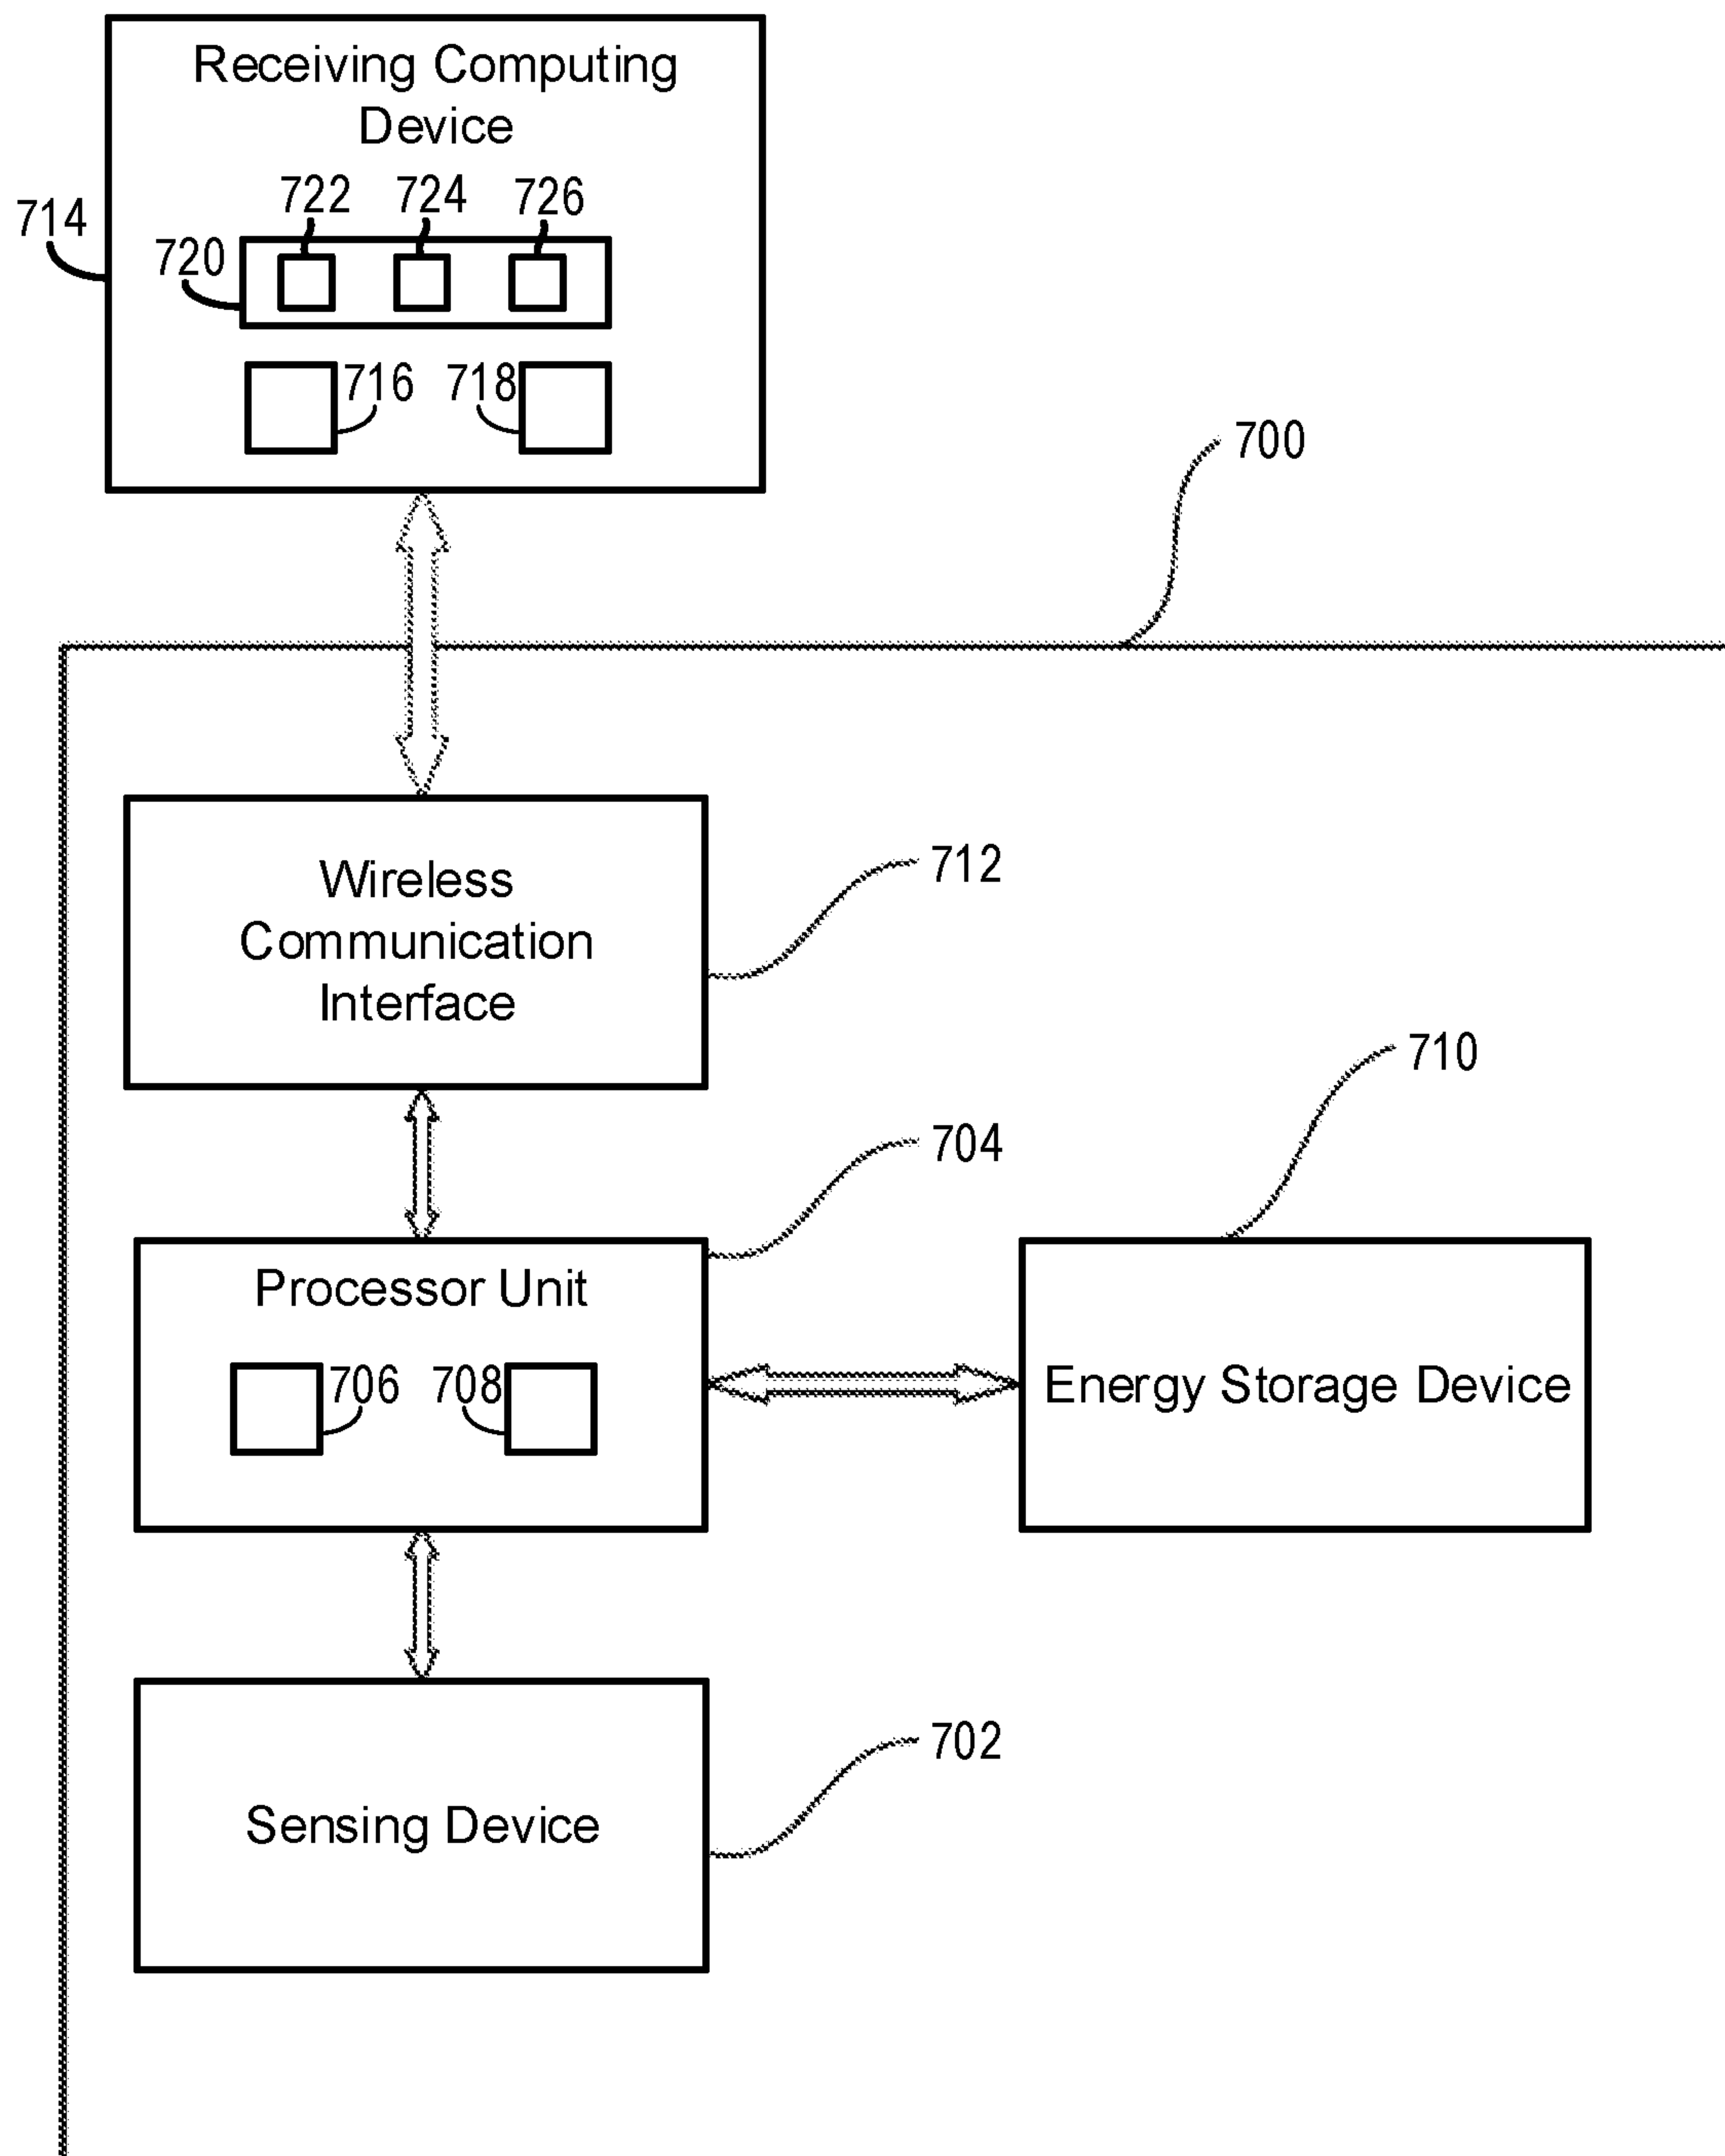 Receiving Computing
Device
722 724 726
714
720
716 718
700
Wireless
Communication
Interface
712
710
704
Processor Unit
706 708
Energy Storage Device
702
Sensing Device